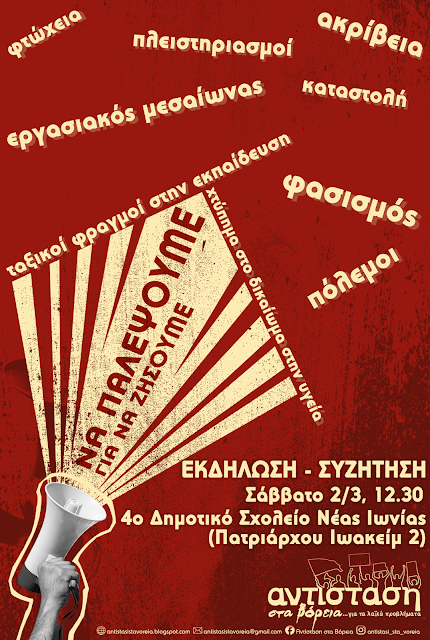 φτώχεια
πλειστηριασμοί
ακρίβεια
εργασιακός μεσαίωνας
καταστολή
ταξικοί φραγμοί στην εκπαίδευση
φασισμός
χτύπημα στο δικαίωμα στην υγεία
πόλεμοι
ΝΑ ΠΑΛΕΨΟΥΜΕ
ΓΙΑ ΝΑ ΖΗΣΟΥΜΕ
ΕΚΔΗΛΩΣΗ - ΣΥΖΗΤΗΣΗ
Σάββατο 2/3, 12.30
4ο Δημοτικό Σχολείο Νέας Ιωνίας
(Πατριάρχου Ιωακείμ 2)
αντίσταση
στα βόρεια...για τα λαϊκά προβλήματα
antistasistavoreia.blogspot.com antistasistavoreia@gmail.com Αντίσταση στα Βόρεια antistasi_sta_voreia